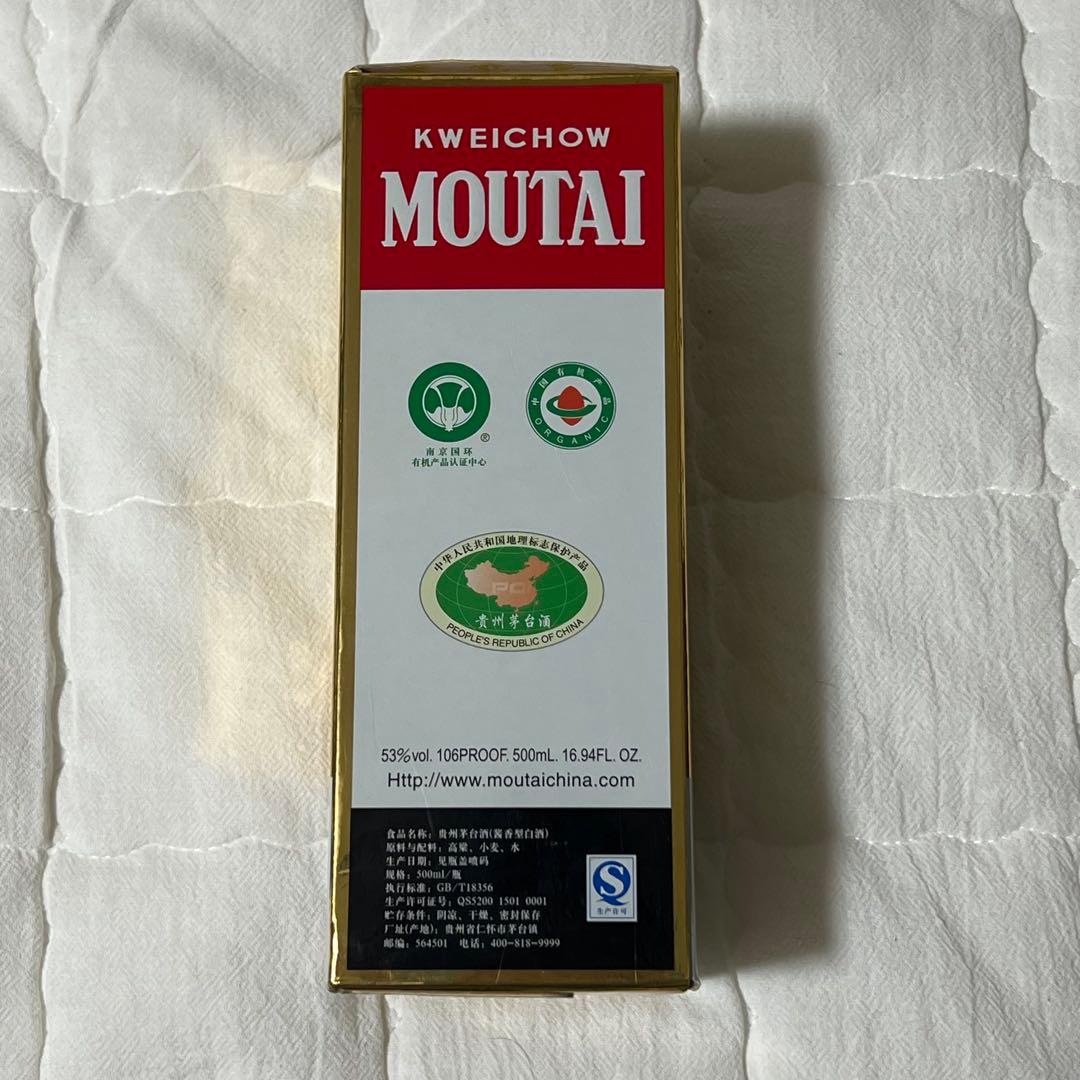 KWEICHOW
MOUTAI
南京国环
有机产品认证中心
®
中国有机产品
ORGANIC
中华人民共和国地理标志保护产品
贵州茅台酒
PEOPLE'S REPUBLIC OF CHINA
53%vol. 106PROOF. 500mL. 16.94FL. OZ.
Http://www.moutaichina.com
食品名称：贵州茅台酒(酱香型白酒)
原料与配料：高粱、小麦、水
生产日期：见瓶盖喷码
规格：500ml/瓶
执行标准：GB/T18356
生产许可证号：QS5200 1501 0001
贮存条件：阴凉、干燥、密封保存
厂址(产地)：贵州省仁怀市茅台镇
邮编：564501 电话：400-818-9999
S
生产许可